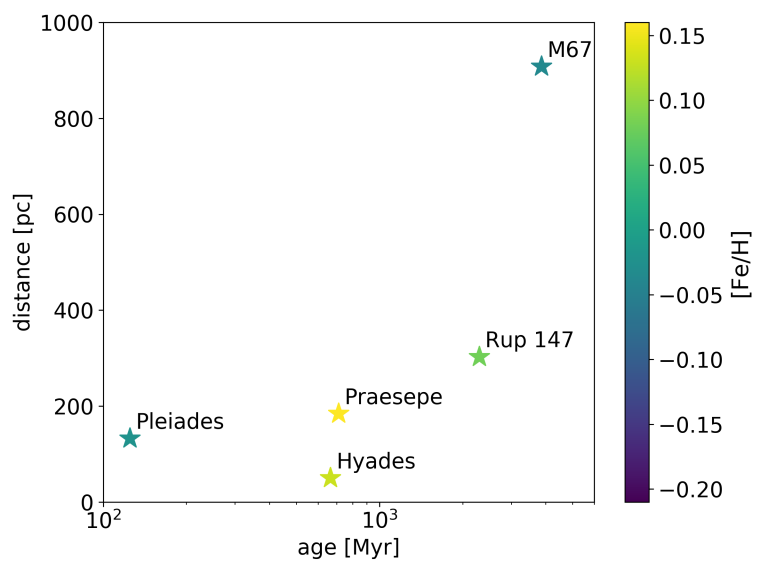 1000
800
600
400
200
0
distance [pc]
M67
Rup 147
Praesepe
Pleiades
Hyades
10²
10³
age [Myr]
0.15
0.10
0.05
0.00
−0.05
−0.10
−0.15
−0.20
[Fe/H]